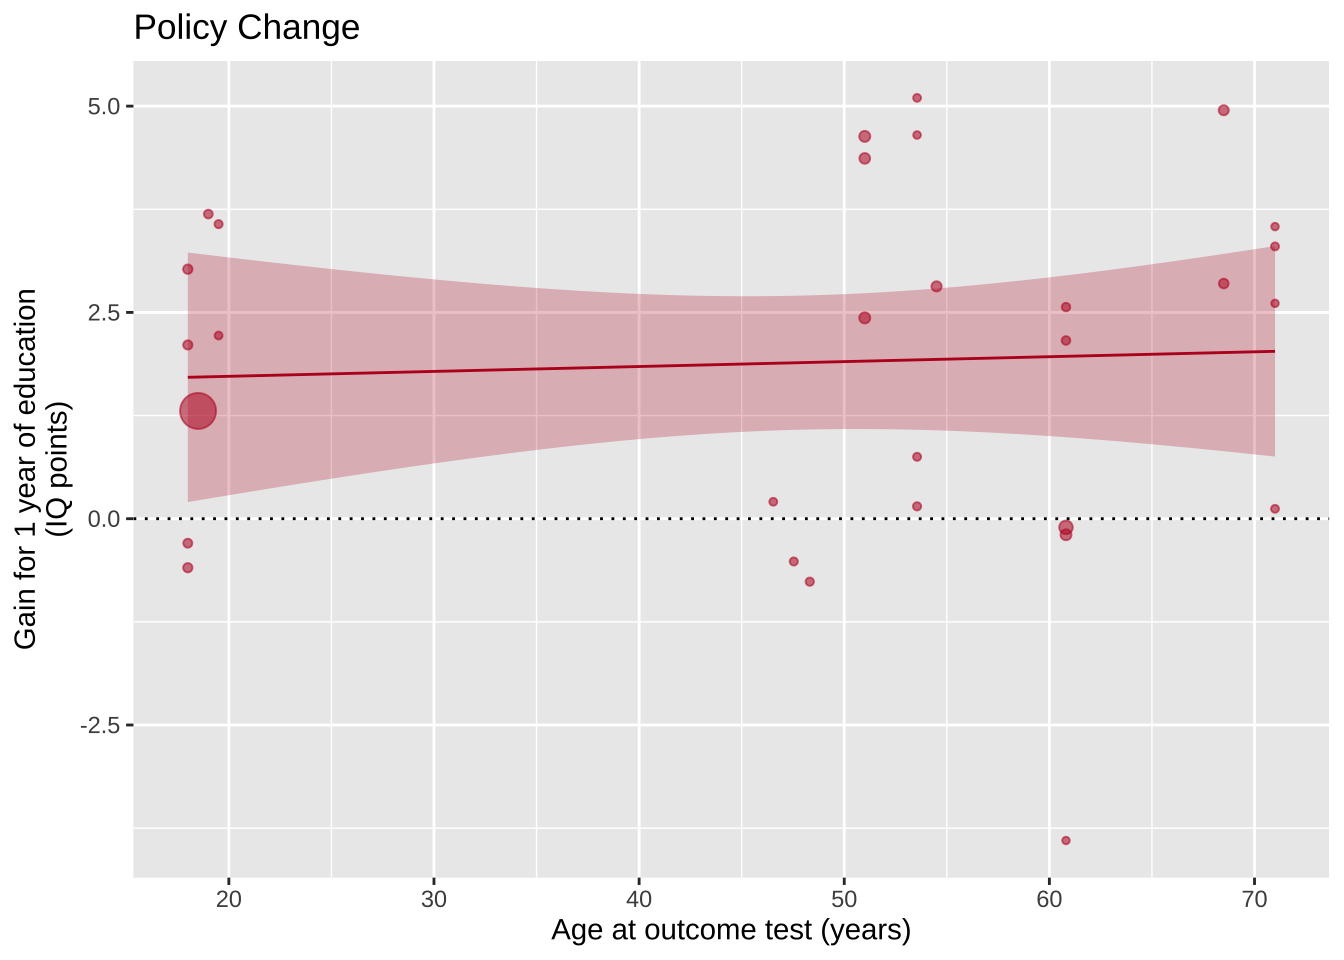 Policy Change
5.0
2.5
0.0
-2.5
Gain for 1 year of education
(IQ points)
20 30 40 50 60 70
Age at outcome test (years)